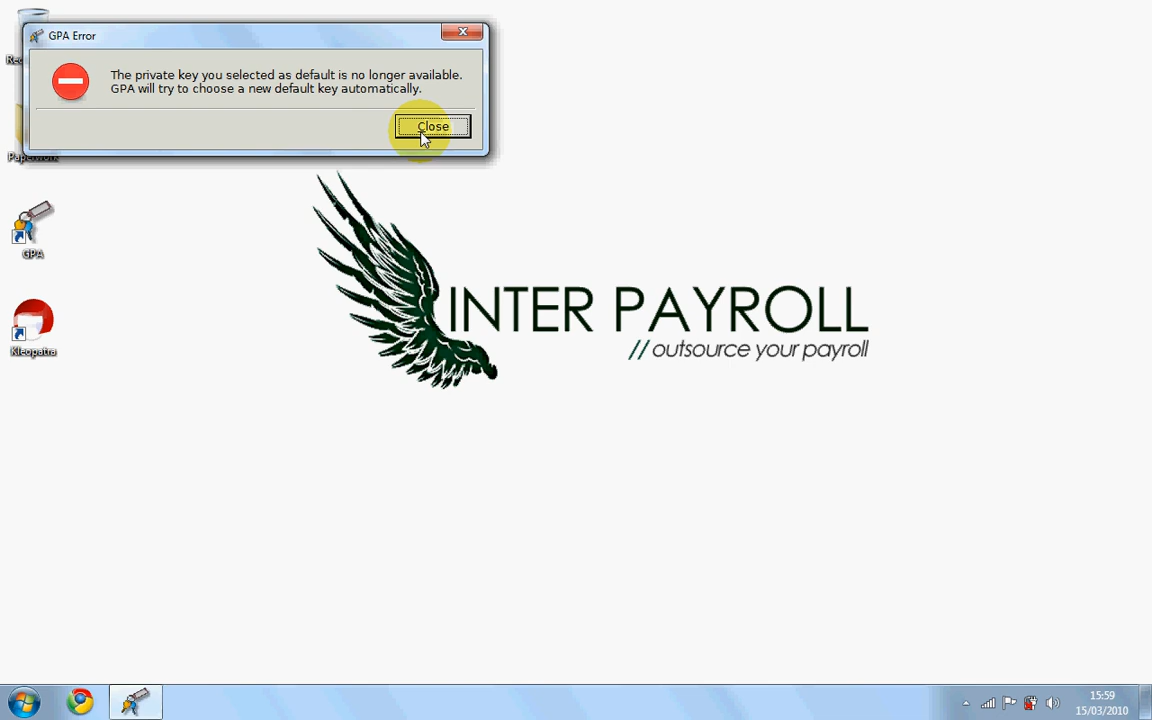 GPA Error
The private key you selected as default is no longer available.
GPA will try to choose a new default key automatically.
Close
GPA
Kleopatra
INTER PAYROLL
// outsource your payroll
15:59
15/03/2010